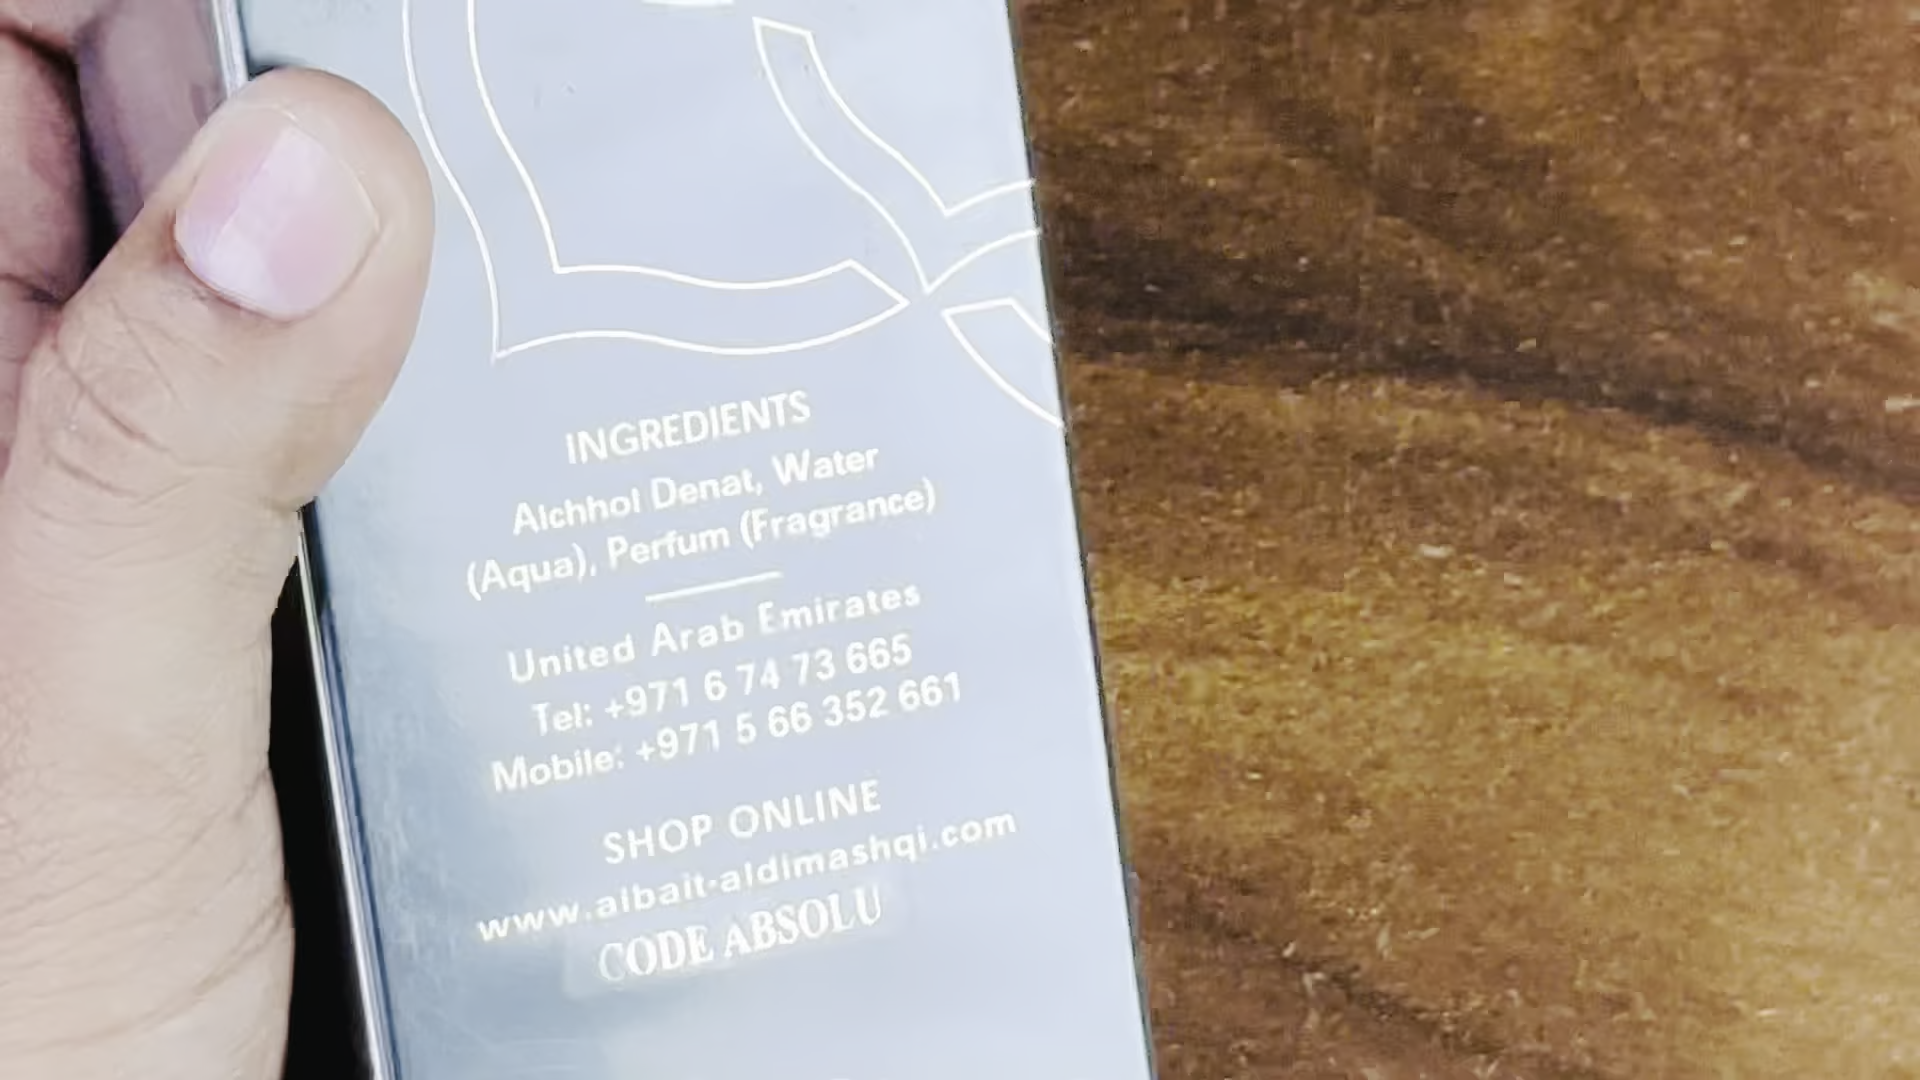 INGREDIENTS
Alchhol Denat, Water
(Aqua), Perfum (Fragrance)
United Arab Emirates
Tel: +971 6 74 73 665
Mobile: +971 5 66 352 661
SHOP ONLINE
www.albait-aldimashqi.com
CODE ABSOLU